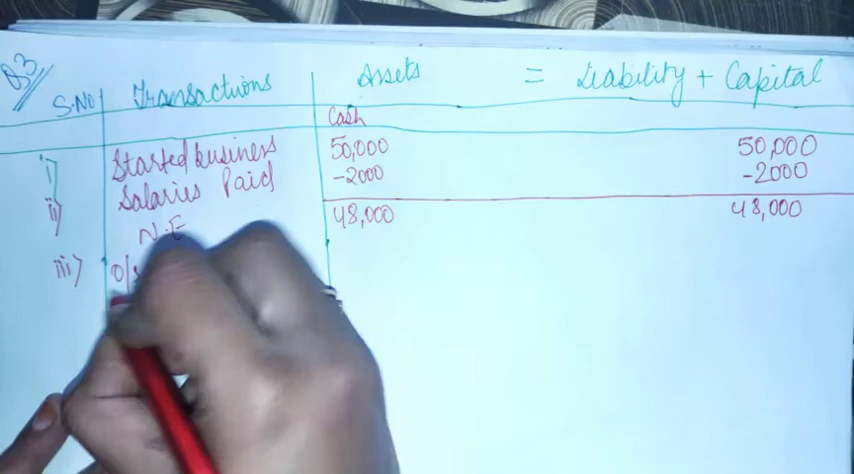 Q3
S.No Transactions Assets = Liability + Capital
Cash
i) Started business 50,000 50,000
Salaries Paid -2000 -2000
ii) 48,000 48,000
N.E
iii)